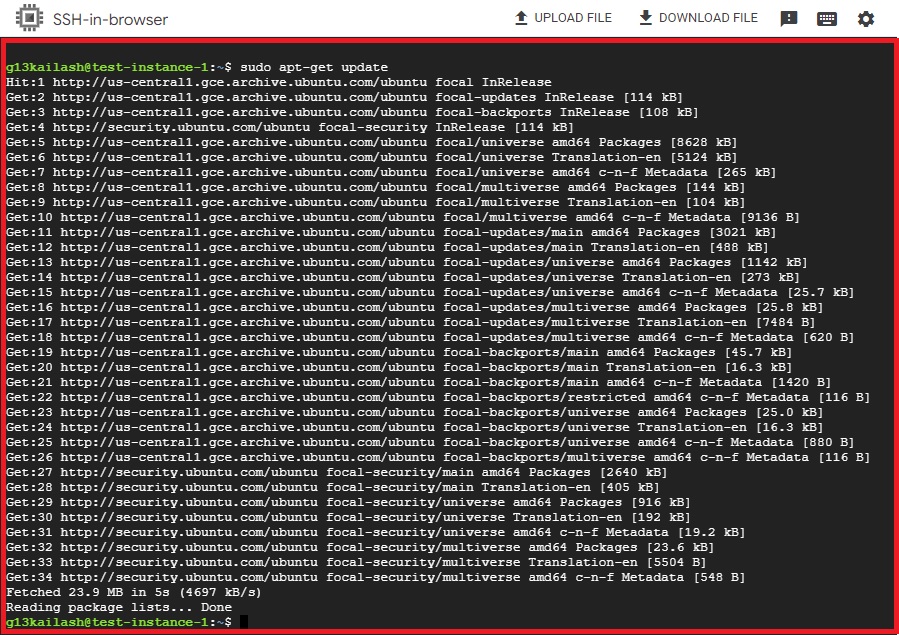 SSH-in-browser
UPLOAD FILE
DOWNLOAD FILE
g13kailash@test-instance-1:~$ sudo apt-get update
Hit:1 http://us-central1.gce.archive.ubuntu.com/ubuntu focal InRelease
Get:2 http://us-central1.gce.archive.ubuntu.com/ubuntu focal-updates InRelease [114 kB]
Get:3 http://us-central1.gce.archive.ubuntu.com/ubuntu focal-backports InRelease [108 kB]
Get:4 http://security.ubuntu.com/ubuntu focal-security InRelease [114 kB]
Get:5 http://us-central1.gce.archive.ubuntu.com/ubuntu focal/universe amd64 Packages [8628 kB]
Get:6 http://us-central1.gce.archive.ubuntu.com/ubuntu focal/universe Translation-en [5124 kB]
Get:7 http://us-central1.gce.archive.ubuntu.com/ubuntu focal/universe amd64 c-n-f Metadata [265 kB]
Get:8 http://us-central1.gce.archive.ubuntu.com/ubuntu focal/multiverse amd64 Packages [144 kB]
Get:9 http://us-central1.gce.archive.ubuntu.com/ubuntu focal/multiverse Translation-en [104 kB]
Get:10 http://us-central1.gce.archive.ubuntu.com/ubuntu focal/multiverse amd64 c-n-f Metadata [9136 B]
Get:11 http://us-central1.gce.archive.ubuntu.com/ubuntu focal-updates/main amd64 Packages [3021 kB]
Get:12 http://us-central1.gce.archive.ubuntu.com/ubuntu focal-updates/main Translation-en [488 kB]
Get:13 http://us-central1.gce.archive.ubuntu.com/ubuntu focal-updates/universe amd64 Packages [1142 kB]
Get:14 http://us-central1.gce.archive.ubuntu.com/ubuntu focal-updates/universe Translation-en [273 kB]
Get:15 http://us-central1.gce.archive.ubuntu.com/ubuntu focal-updates/universe amd64 c-n-f Metadata [25.7 kB]
Get:16 http://us-central1.gce.archive.ubuntu.com/ubuntu focal-updates/multiverse amd64 Packages [25.8 kB]
Get:17 http://us-central1.gce.archive.ubuntu.com/ubuntu focal-updates/multiverse Translation-en [7484 B]
Get:18 http://us-central1.gce.archive.ubuntu.com/ubuntu focal-updates/multiverse amd64 c-n-f Metadata [620 B]
Get:19 http://us-central1.gce.archive.ubuntu.com/ubuntu focal-backports/main amd64 Packages [45.7 kB]
Get:20 http://us-central1.gce.archive.ubuntu.com/ubuntu focal-backports/main Translation-en [16.3 kB]
Get:21 http://us-central1.gce.archive.ubuntu.com/ubuntu focal-backports/main amd64 c-n-f Metadata [1420 B]
Get:22 http://us-central1.gce.archive.ubuntu.com/ubuntu focal-backports/restricted amd64 c-n-f Metadata [116 B]
Get:23 http://us-central1.gce.archive.ubuntu.com/ubuntu focal-backports/universe amd64 Packages [25.0 kB]
Get:24 http://us-central1.gce.archive.ubuntu.com/ubuntu focal-backports/universe Translation-en [16.3 kB]
Get:25 http://us-central1.gce.archive.ubuntu.com/ubuntu focal-backports/universe amd64 c-n-f Metadata [880 B]
Get:26 http://us-central1.gce.archive.ubuntu.com/ubuntu focal-backports/multiverse amd64 c-n-f Metadata [116 B]
Get:27 http://security.ubuntu.com/ubuntu focal-security/main amd64 Packages [2640 kB]
Get:28 http://security.ubuntu.com/ubuntu focal-security/main Translation-en [405 kB]
Get:29 http://security.ubuntu.com/ubuntu focal-security/universe amd64 Packages [916 kB]
Get:30 http://security.ubuntu.com/ubuntu focal-security/universe Translation-en [192 kB]
Get:31 http://security.ubuntu.com/ubuntu focal-security/universe amd64 c-n-f Metadata [19.2 kB]
Get:32 http://security.ubuntu.com/ubuntu focal-security/multiverse amd64 Packages [23.6 kB]
Get:33 http://security.ubuntu.com/ubuntu focal-security/multiverse Translation-en [5504 B]
Get:34 http://security.ubuntu.com/ubuntu focal-security/multiverse amd64 c-n-f Metadata [548 B]
Fetched 23.9 MB in 5s (4697 kB/s)
Reading package lists... Done
g13kailash@test-instance-1:~$